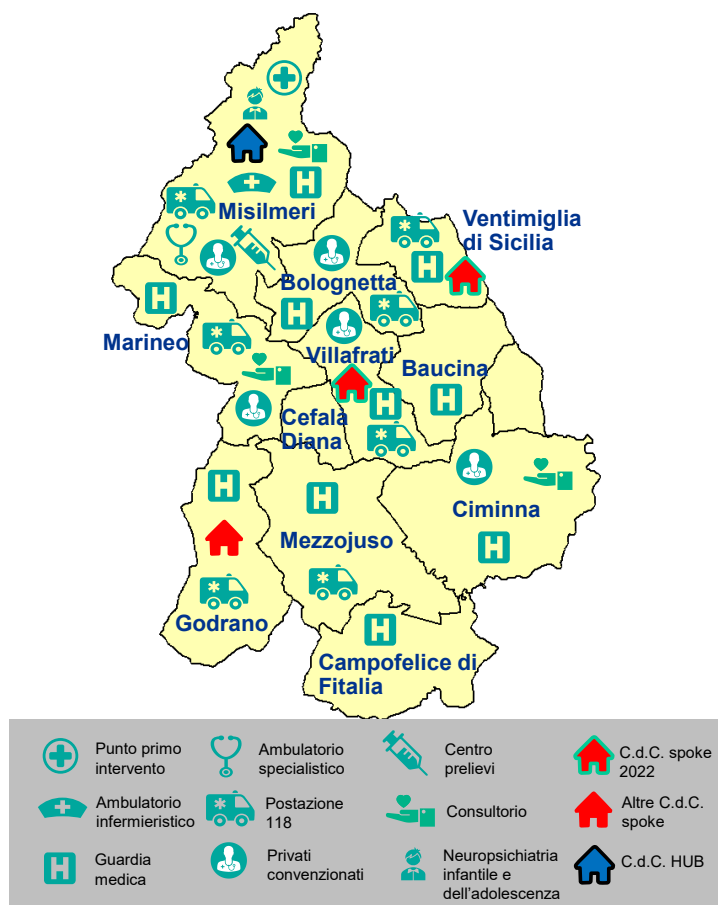 Misilmeri
Ventimiglia
di Sicilia
Bolognetta
Marineo
Villafrati
Baucina
Cefalà
Diana
Ciminna
Mezzojuso
Godrano
Campofelice di
Fitalia
H
H
H
H
H
H
H
H
H
H
Punto primo
intervento
Ambulatorio
specialistico
Centro
prelievi
C.d.C. spoke
2022
Ambulatorio
infermieristico
Postazione
118
Consultorio
Altre C.d.C.
spoke
H
Guardia
medica
Privati
convenzionati
Neuropsichiatria
infantile e
dell'adolescenza
C.d.C. HUB